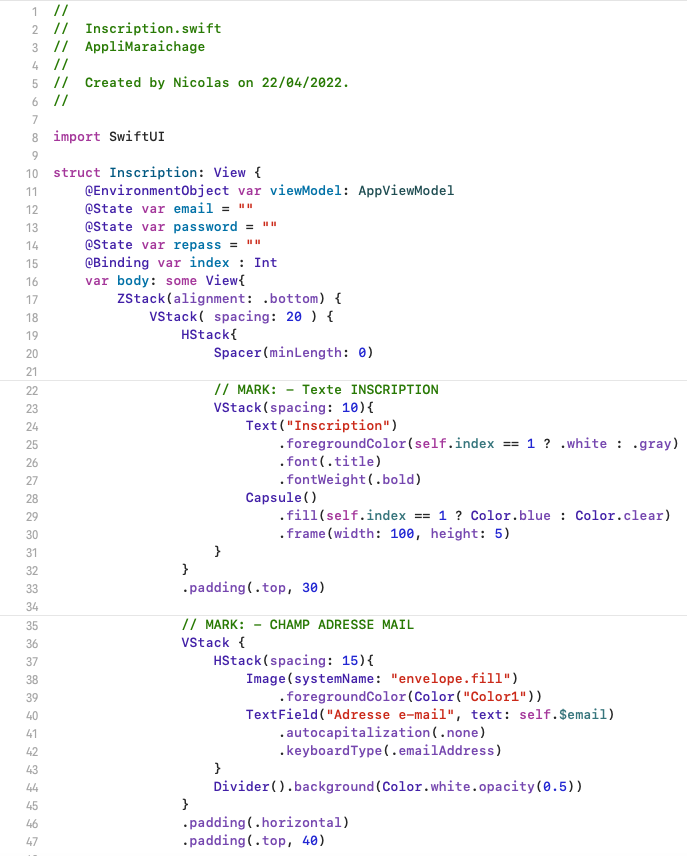 1 //
2 //  Inscription.swift
3 //  AppliMaraichage
4 //
5 //  Created by Nicolas on 22/04/2022.
6 //
7
8 import SwiftUI
9
10 struct Inscription: View {
11     @EnvironmentObject var viewModel: AppViewModel
12     @State var email = ""
13     @State var password = ""
14     @State var repass = ""
15     @Binding var index : Int
16     var body: some View{
17         ZStack(alignment: .bottom) {
18             VStack( spacing: 20 ) {
19                 HStack{
20                     Spacer(minLength: 0)
21
22                     // MARK: - Texte INSCRIPTION
23                     VStack(spacing: 10){
24                         Text("Inscription")
25                             .foregroundColor(self.index == 1 ? .white : .gray)
26                             .font(.title)
27                             .fontWeight(.bold)
28                         Capsule()
29                             .fill(self.index == 1 ? Color.blue : Color.clear)
30                             .frame(width: 100, height: 5)
31                     }
32                 }
33                 .padding(.top, 30)
34
35                 // MARK: - CHAMP ADRESSE MAIL
36                 VStack {
37                     HStack(spacing: 15){
38                         Image(systemName: "envelope.fill")
39                             .foregroundColor(Color("Color1"))
40                         TextField("Adresse e-mail", text: self.$email)
41                             .autocapitalization(.none)
42                             .keyboardType(.emailAddress)
43                     }
44                     Divider().background(Color.white.opacity(0.5))
45                 }
46                 .padding(.horizontal)
47                 .padding(.top, 40)